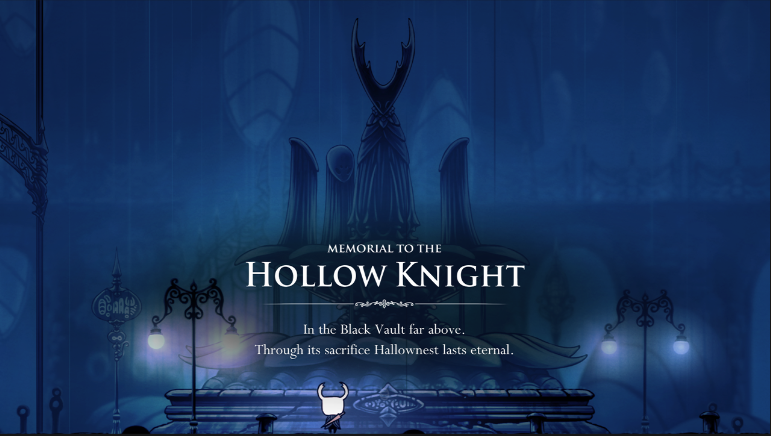 MEMORIAL TO THE
HOLLOW KNIGHT
In the Black Vault far above.
Through its sacrifice Hallownest lasts eternal.